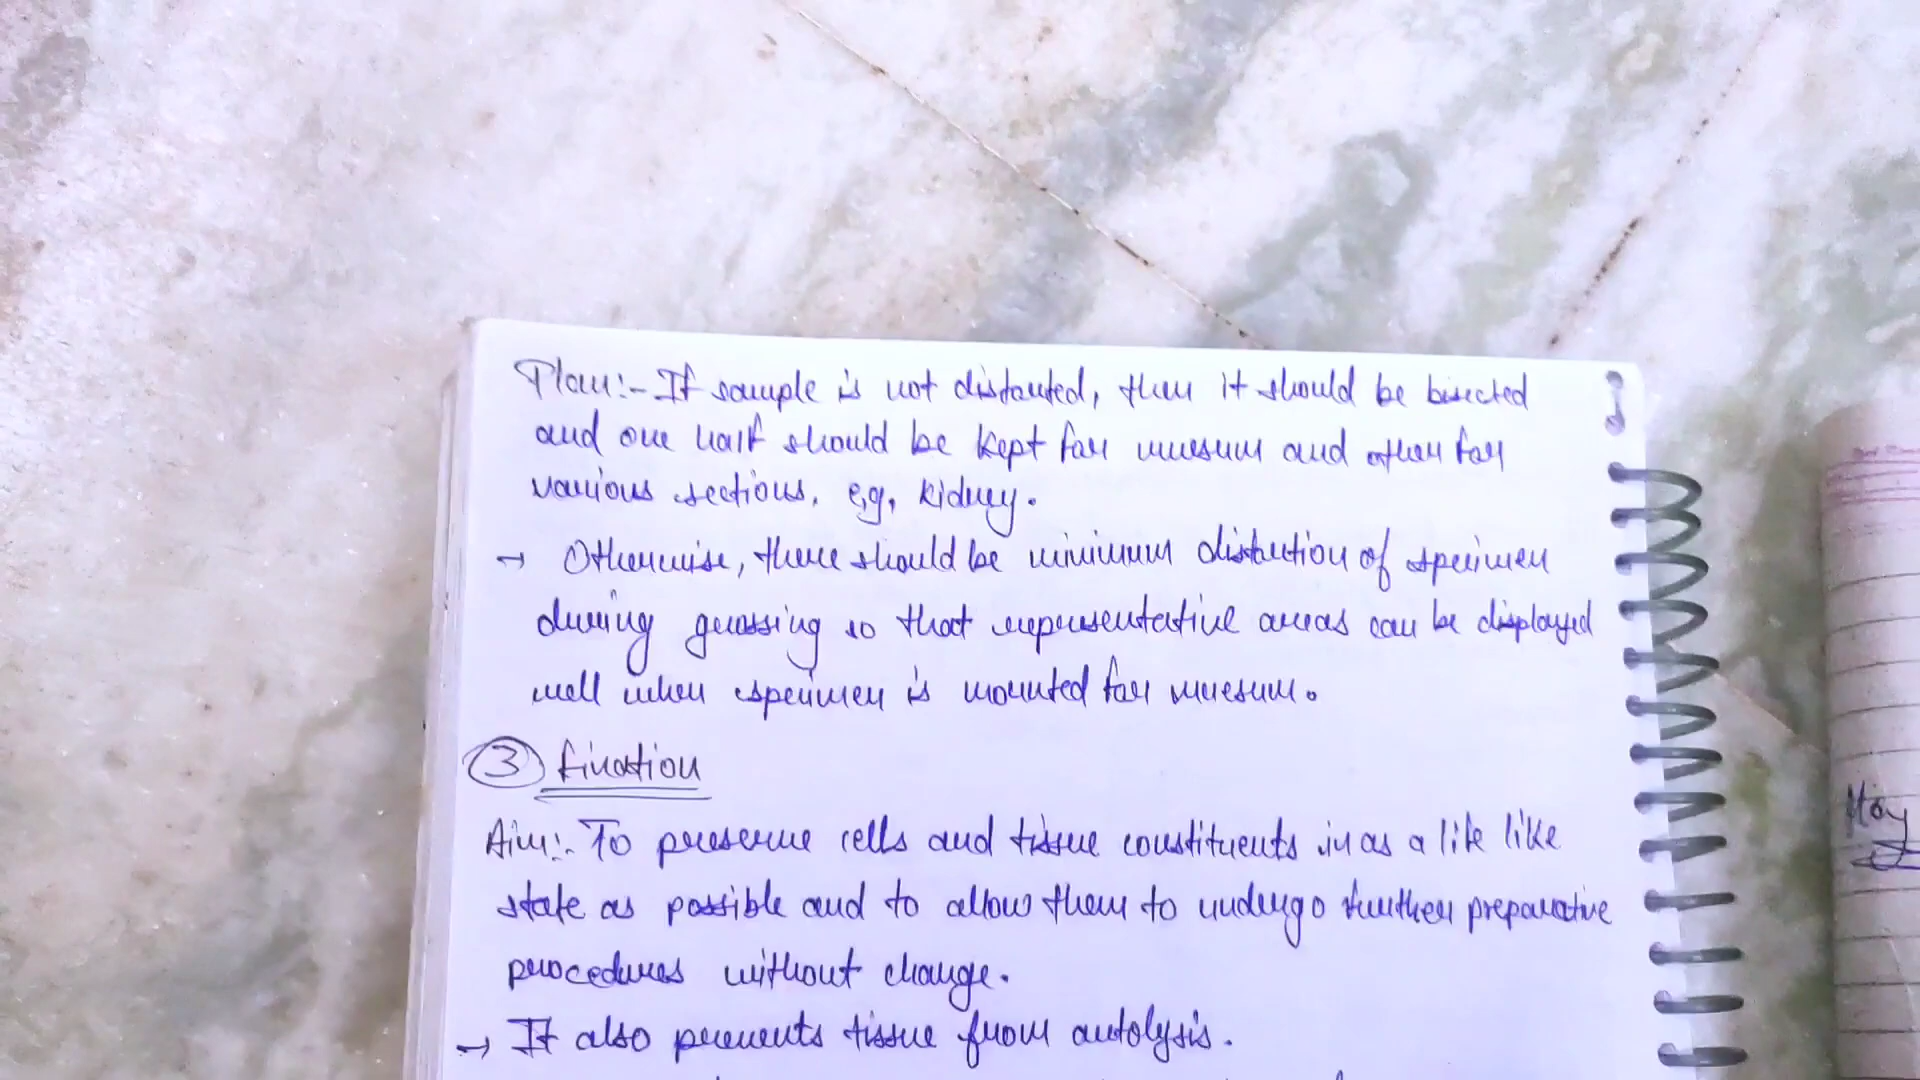 Plan:- If sample is not distorted, then it should be bisected
and one half should be kept for museum and other for
various sections, e.g, kidney.
→ Otherwise, there should be minimum distortion of specimen
during grossing so that representative areas can be displayed
well when specimen is mounted for museum.
③ Fixation
Aim:- To preserve cells and tissue constituents in as a life like
state as possible and to allow them to undergo further preparative
procedures without change.
→ It also prevents tissue from autolysis.